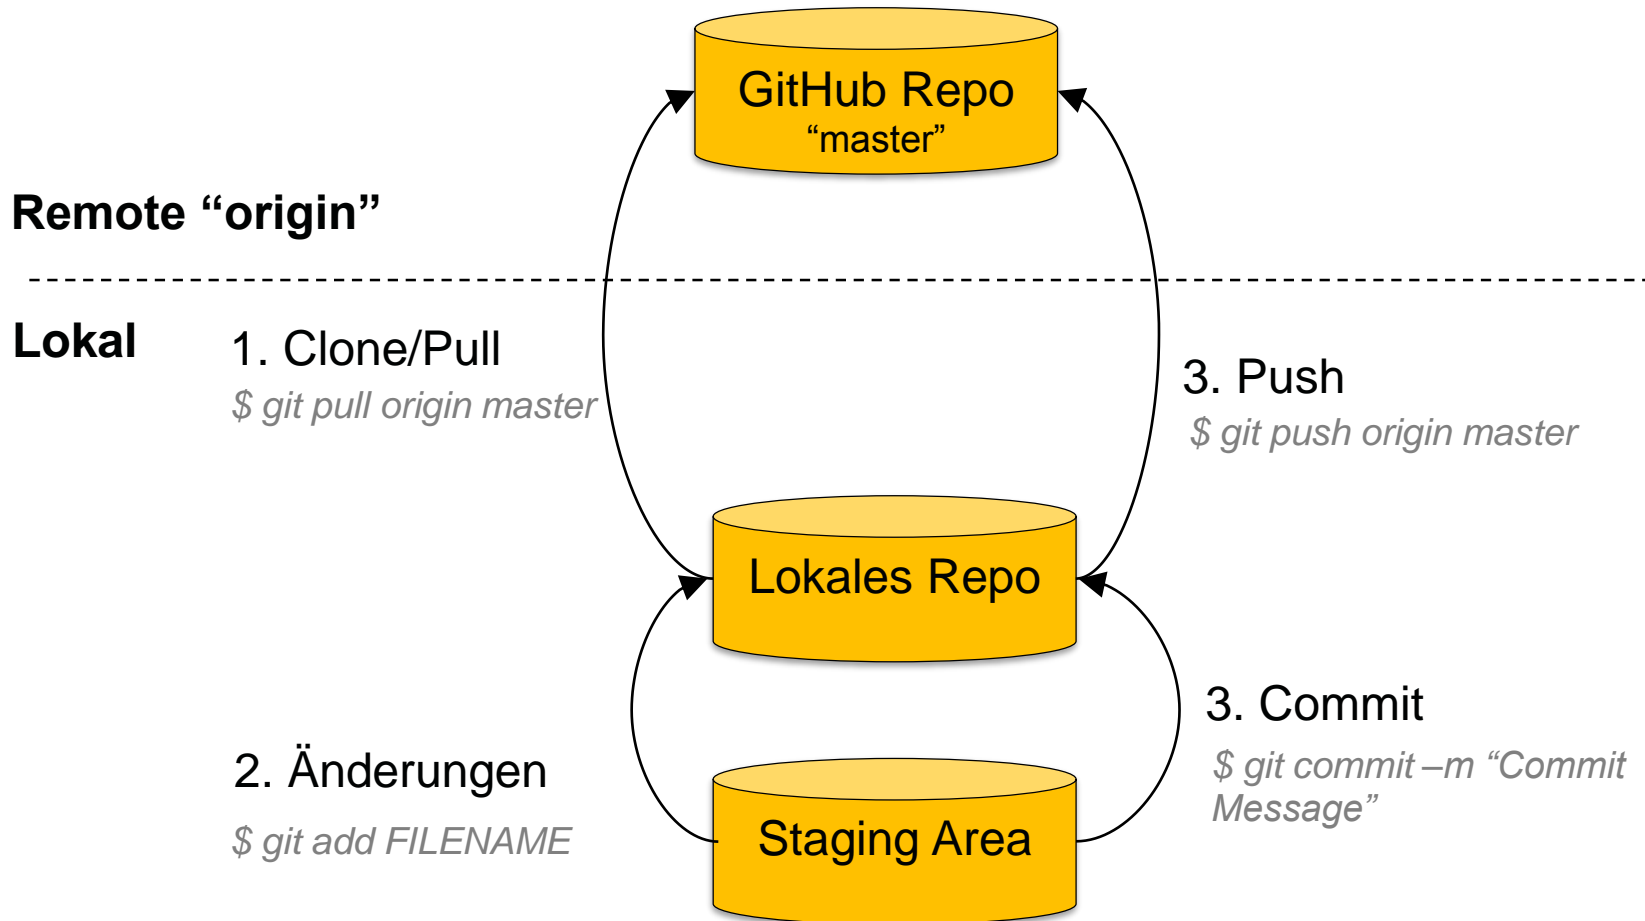 GitHub Repo
“master”
Remote “origin”
Lokal
1. Clone/Pull
$ git pull origin master
3. Push
$ git push origin master
Lokales Repo
3. Commit
$ git commit –m “Commit
Message”
2. Änderungen
$ git add FILENAME
Staging Area